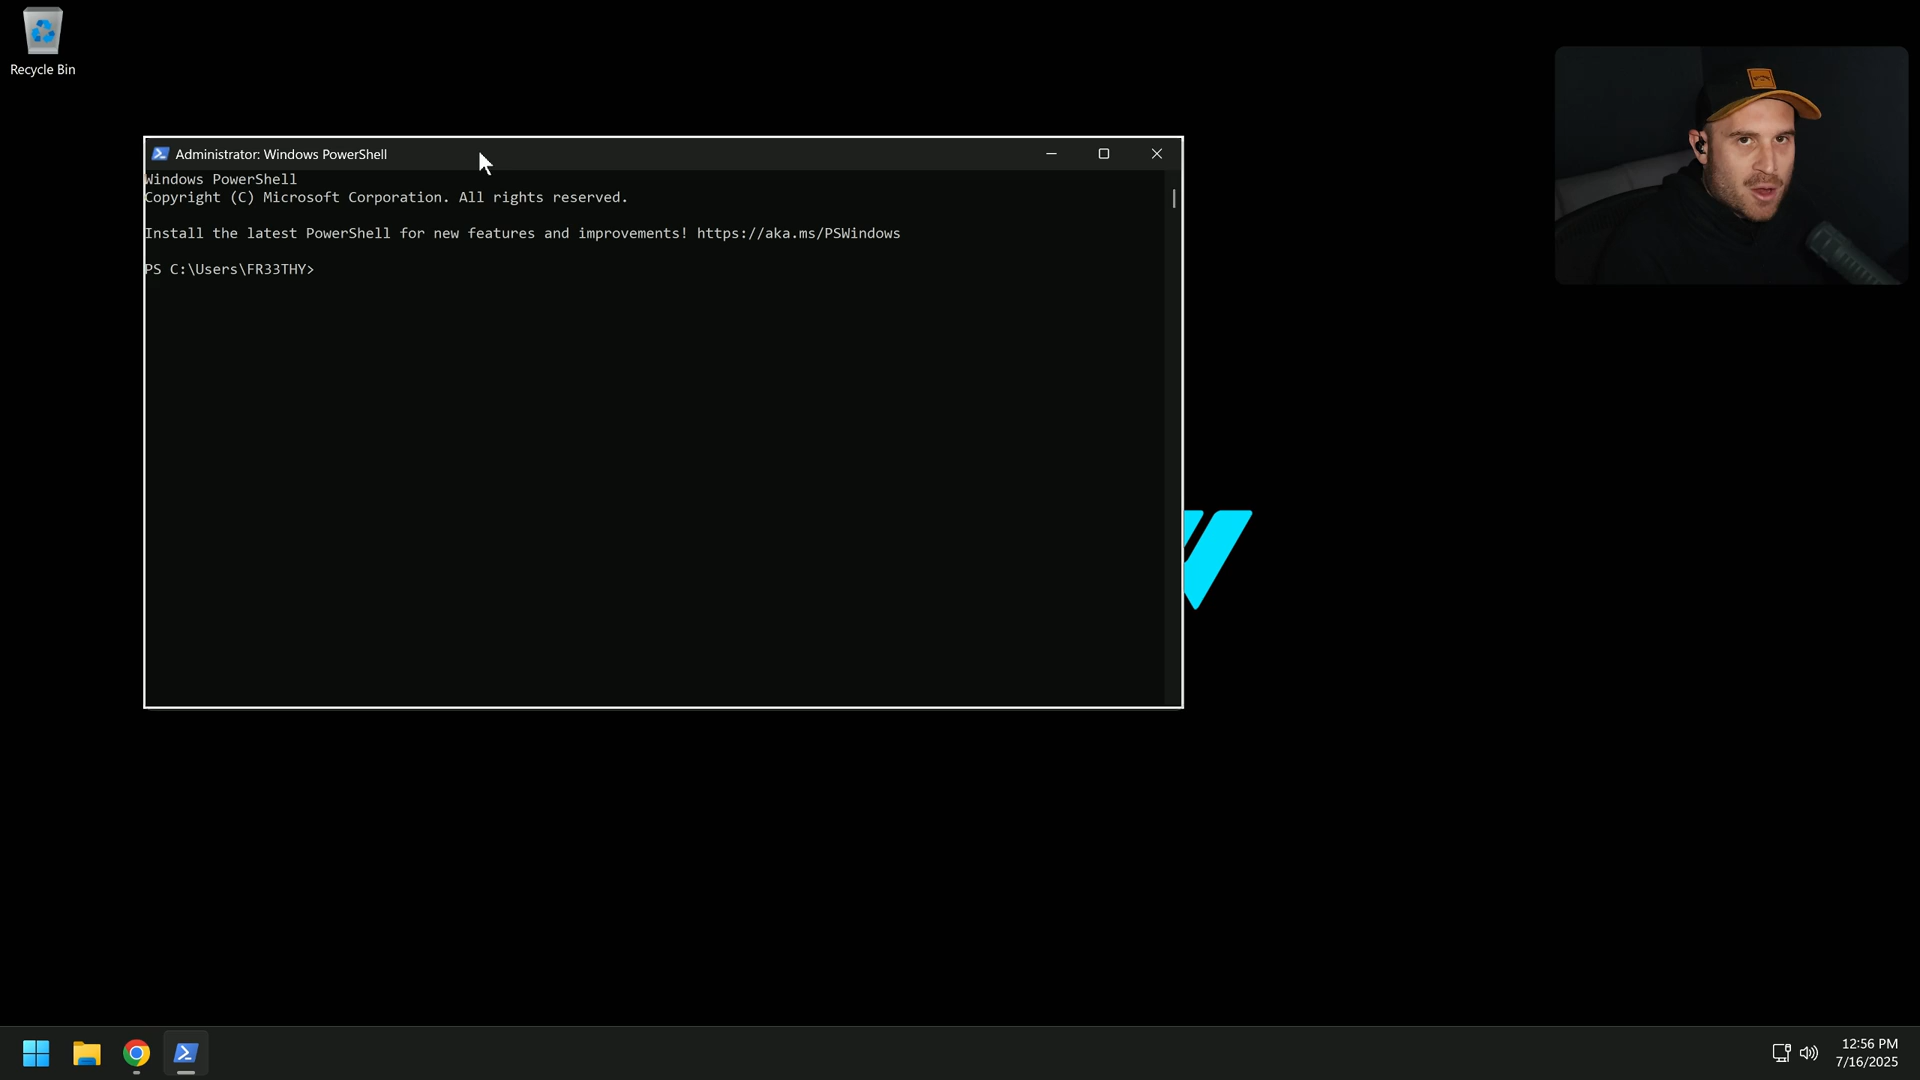 Recycle Bin
Administrator: Windows PowerShell
Windows PowerShell
Copyright (C) Microsoft Corporation. All rights reserved.
Install the latest PowerShell for new features and improvements! https://aka.ms/PSWindows
PS C:\Users\FR33THY>
12:56 PM
7/16/2025